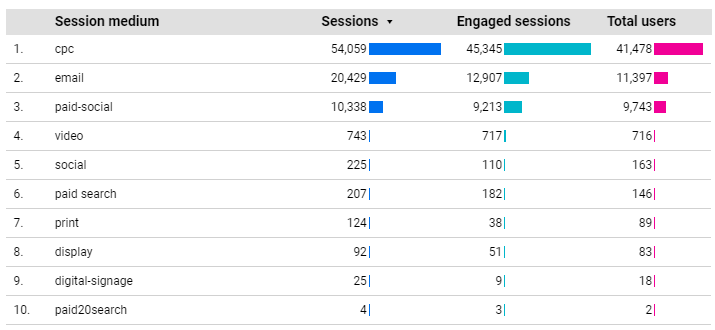 Session medium Sessions Engaged sessions Total users
1. cpc 54,059 45,345 41,478
2. email 20,429 12,907 11,397
3. paid-social 10,338 9,213 9,743
4. video 743 717 716
5. social 225 110 163
6. paid search 207 182 146
7. print 124 38 89
8. display 92 51 83
9. digital-signage 25 9 18
10. paid20search 4 3 2